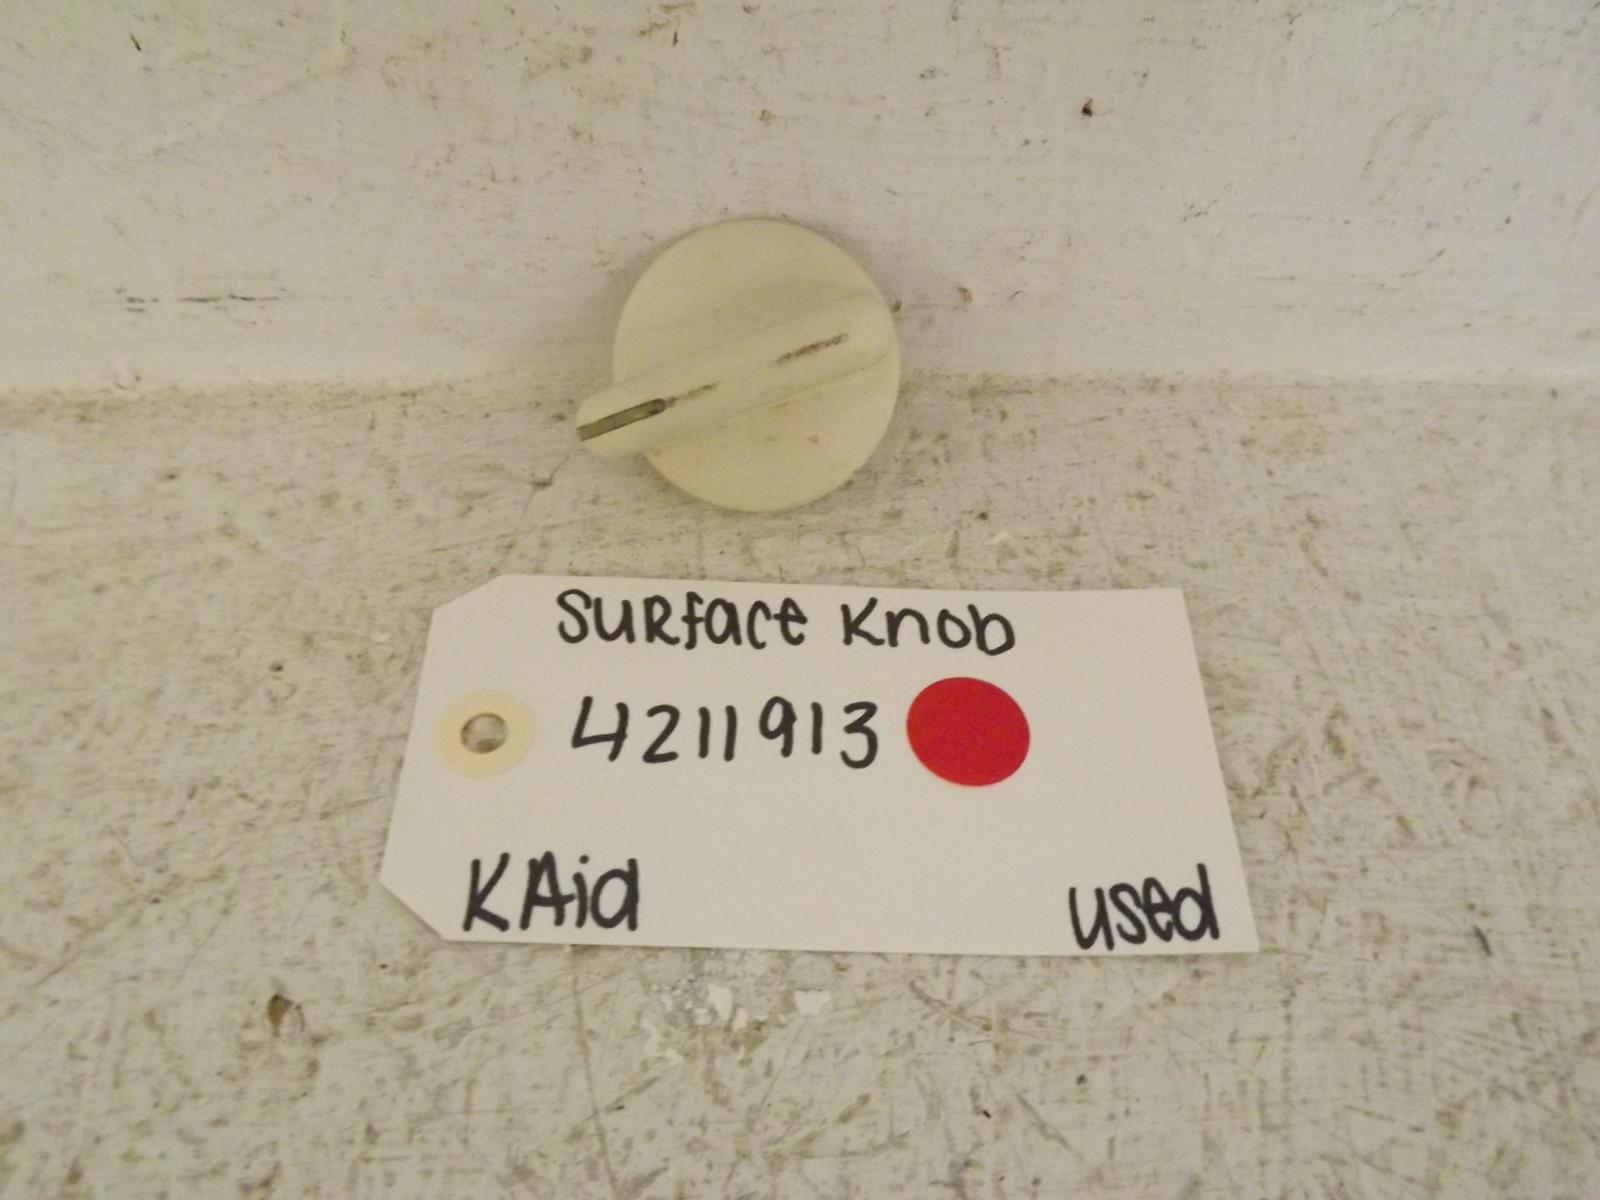 Surface Knob
4211913
KAid
used